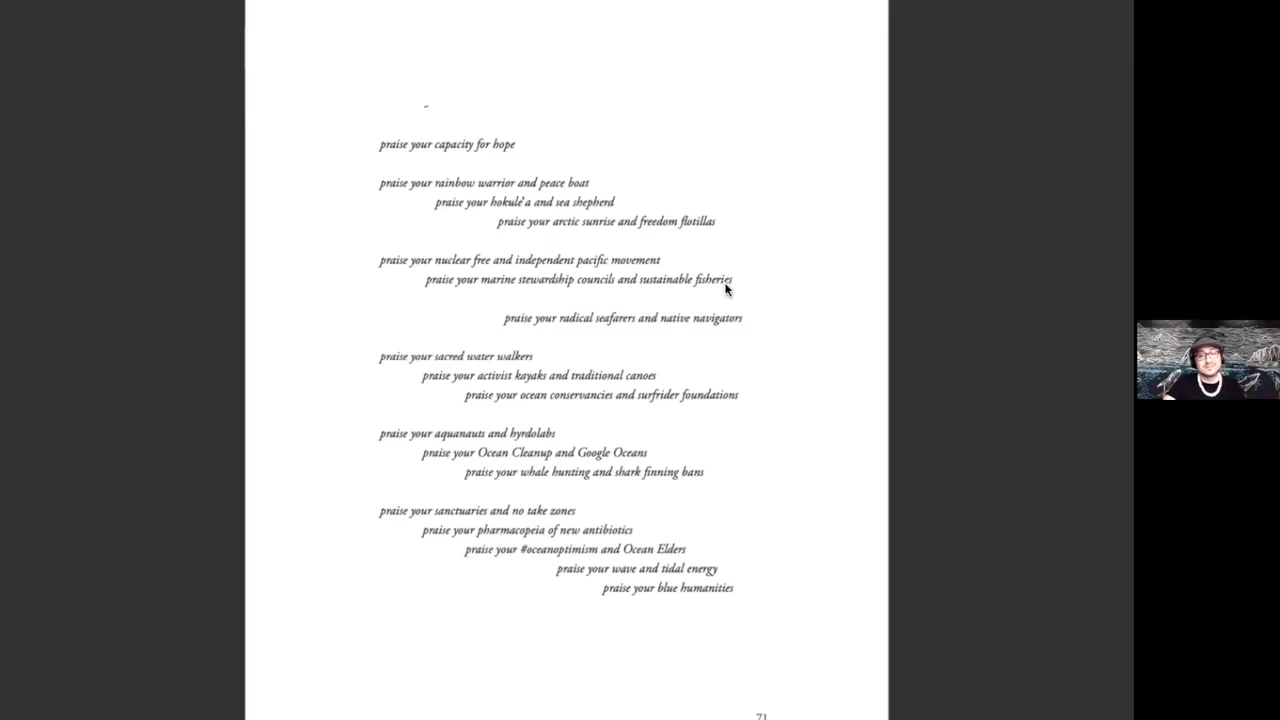 praise your capacity for hope
praise your rainbow warrior and peace boat
praise your hokule'a and sea shepherd
praise your arctic sunrise and freedom flotillas
praise your nuclear free and independent pacific movement
praise your marine stewardship councils and sustainable fisheries
praise your radical seafarers and native navigators
praise your sacred water walkers
praise your activist kayaks and traditional canoes
praise your ocean conservancies and surfrider foundations
praise your aquanauts and hyrdolabs
praise your Ocean Cleanup and Google Oceans
praise your whale hunting and shark finning bans
praise your sanctuaries and no take zones
praise your pharmacopeia of new antibiotics
praise your #oceanoptimism and Ocean Elders
praise your wave and tidal energy
praise your blue humanities
71